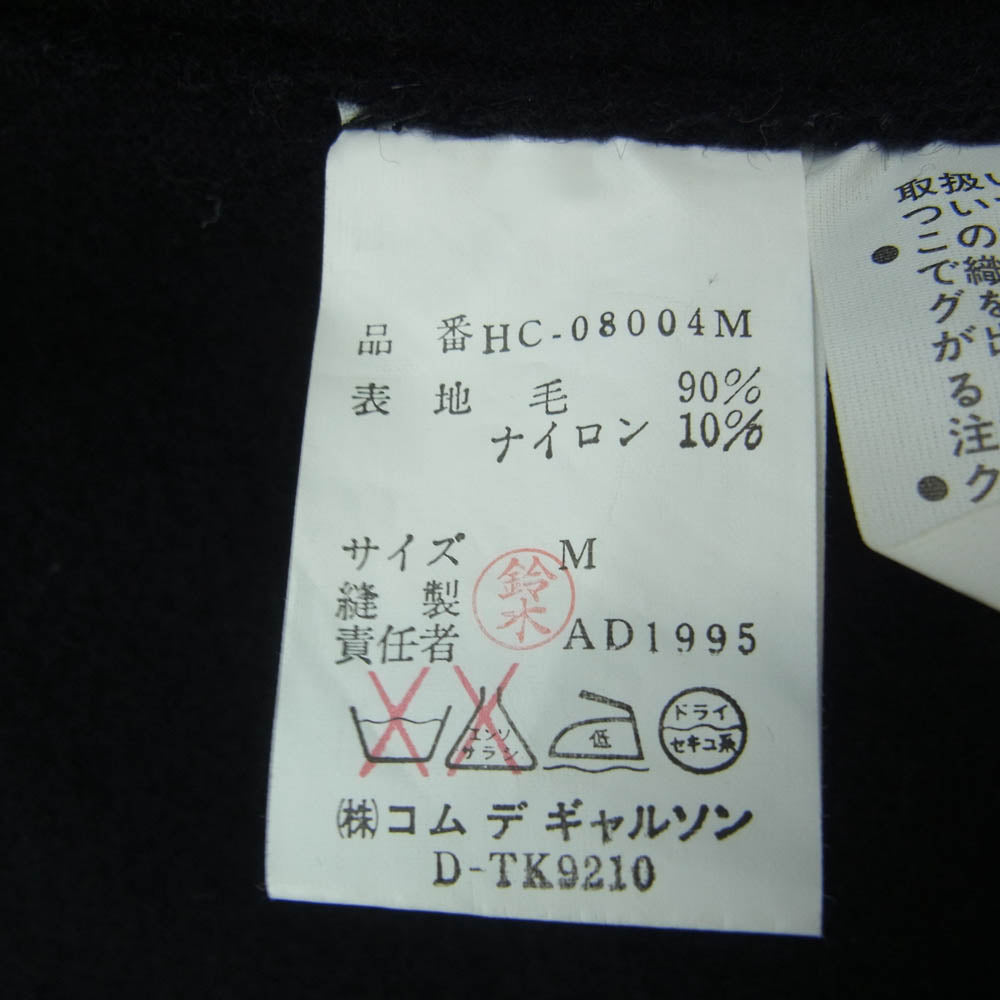 品 番 HC-08004M
表 地 毛 90%
ナイロン 10%
サイズ M
縫 製
責任者 鈴木 AD1995
エンソ
サラシ
低
ドライ
セキユ系
㈱コム デ ギャルソン
D-TK9210
取扱い
つい
この
で織
グを
が出
る
注
ク